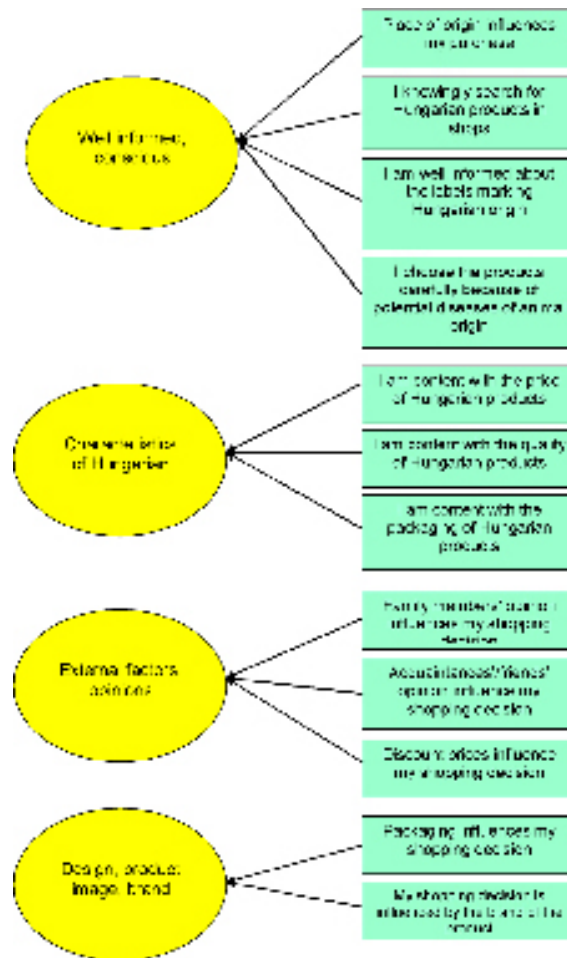 Place of origin influences
my purchase
Well informed,
conscious
I knowingly search for
Hungarian products in
shops
I am well informed about
the labels marking
Hungarian origin
I choose the products
carefully because of
potential diseases of animal
origin
Characteristics
of Hungarian
I am content with the price
of Hungarian products
I am content with the quality
of Hungarian products
I am content with the
packaging of Hungarian
products
External factors,
opinions
Family members' opinion
influences my shopping
decision
Acquaintances'/friends'
opinion influence my
shopping decision
Discount prices influence
my shopping decision
Design, product
image, brand
Packaging influences my
shopping decision
My shopping decision is
influenced by the brand of the
product